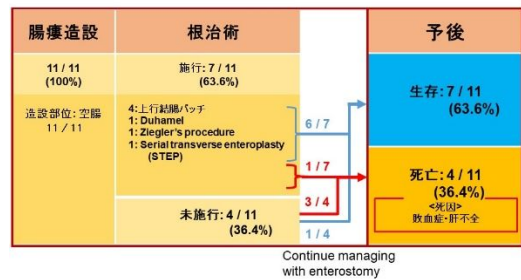 腸瘻造設
根治術
予後
11 / 11
(100%)
施行: 7 / 11
(63.6%)
造設部位: 空腸
11 / 11
4:上行結腸パッチ
1: Duhamel
1: Ziegler's procedure
1: Serial transverse enteroplasty
(STEP)
6 / 7
1 / 7
3 / 4
1 / 4
未施行: 4 / 11
(36.4%)
生存: 7 / 11
(63.6%)
死亡: 4 / 11
(36.4%)
<死因>
敗血症・肝不全
Continue managing
with enterostomy